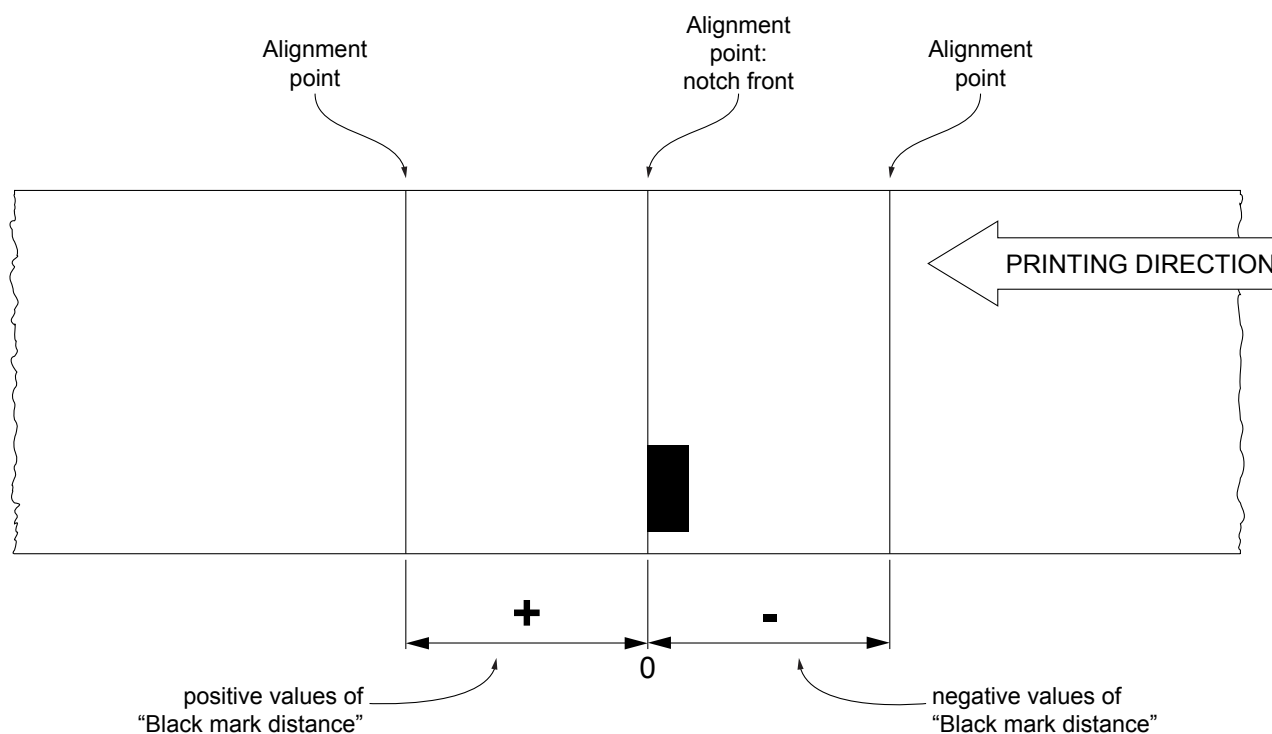 Alignment
point
Alignment
point:
notch front
Alignment
point
PRINTING DIRECTION
+
-
0
positive values of
“Black mark distance”
negative values of
“Black mark distance”